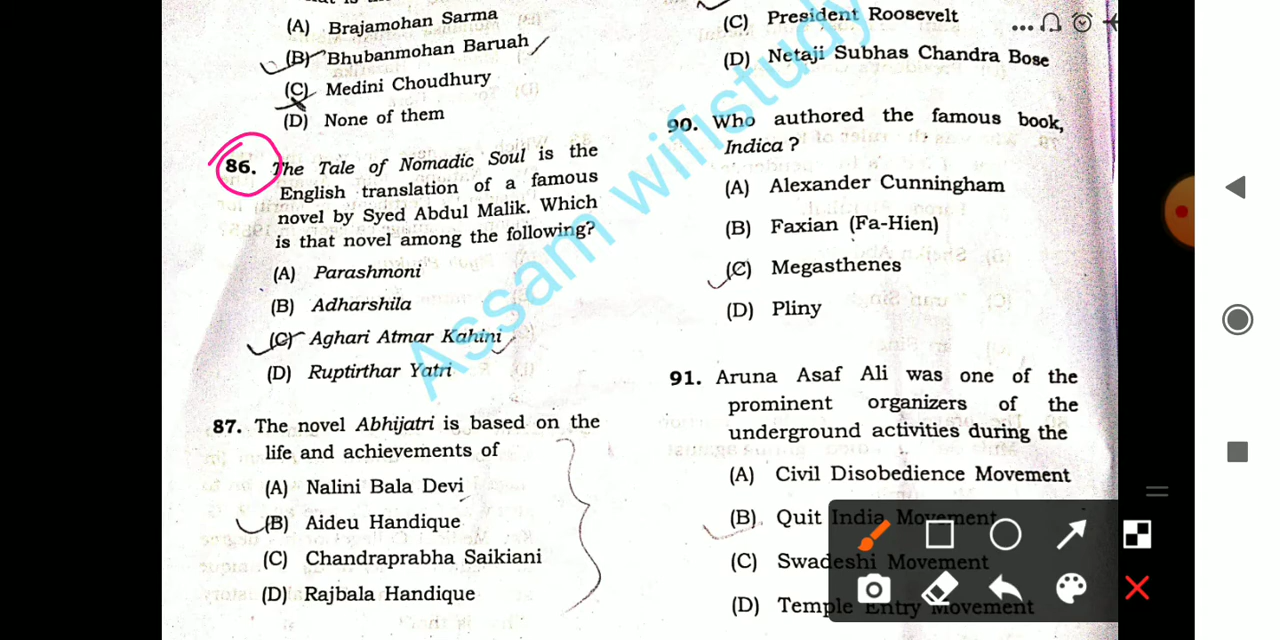 (A) Brajamohan Sarma
(B) Bhubanmohan Baruah
(C) Medini Choudhury
(D) None of them
86. The Tale of Nomadic Soul is the
English translation of a famous
novel by Syed Abdul Malik. Which
is that novel among the following?
(A) Parashmoni
(B) Adharshila
(C) Aghari Atmar Kahini
(D) Ruptirthar Yatri
87. The novel Abhijatri is based on the
life and achievements of
(A) Nalini Bala Devi
(B) Aideu Handique
(C) Chandraprabha Saikiani
(D) Rajbala Handique
(C) President Roosevelt
(D) Netaji Subhas Chandra Bose
90. Who authored the famous book,
Indica ?
(A) Alexander Cunningham
(B) Faxian (Fa-Hien)
(C) Megasthenes
(D) Pliny
91. Aruna Asaf Ali was one of the
prominent organizers of the
underground activities during the
(A) Civil Disobedience Movement
(B) Quit India Movement
(C) Swadeshi Movement
(D) Temple Entry Movement
Assam wifistudy